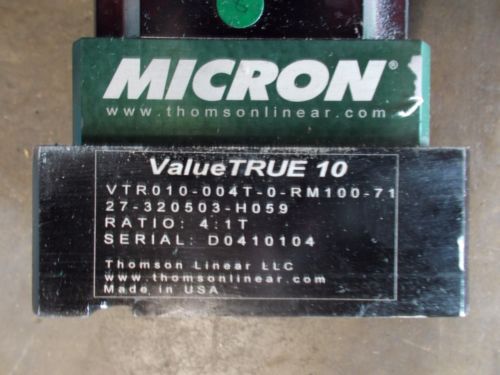 MICRON®
www.thomsonlinear.com
ValueTRUE 10
VTR010-004T-0-RM100-71
27-320503-H059
RATIO: 4:1T
SERIAL: D0410104
Thomson Linear LLC
www.thomsonlinear.com
Made in USA